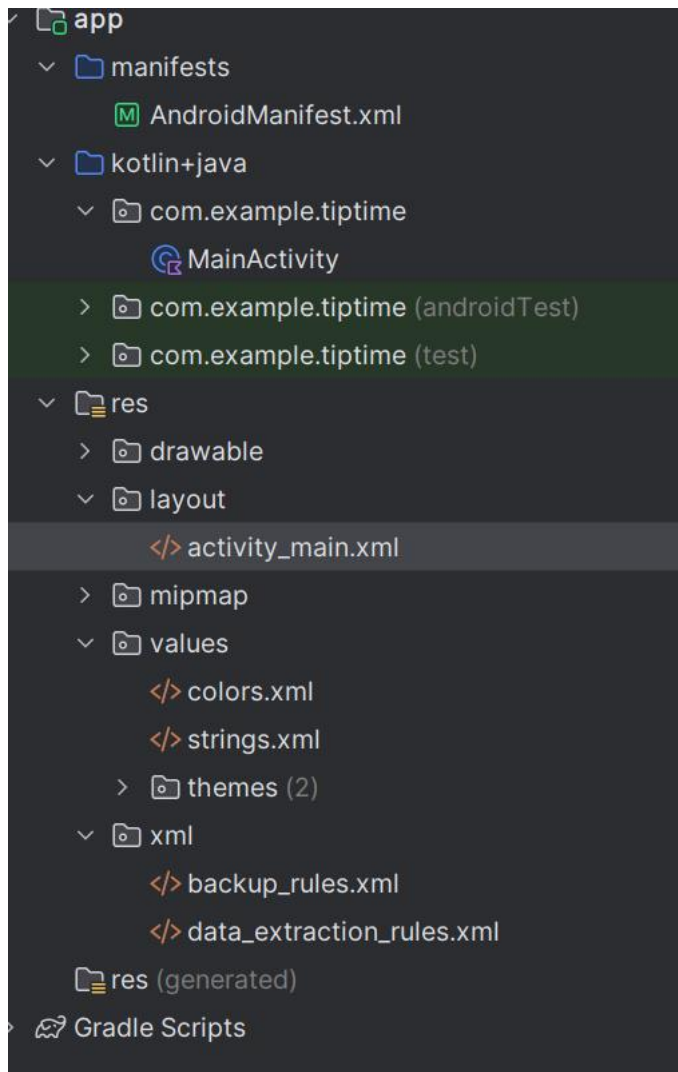 app
manifests
AndroidManifest.xml
kotlin+java
com.example.tiptime
MainActivity
com.example.tiptime (androidTest)
com.example.tiptime (test)
res
drawable
layout
</> activity_main.xml
mipmap
values
</> colors.xml
</> strings.xml
themes (2)
xml
</> backup_rules.xml
</> data_extraction_rules.xml
res (generated)
Gradle Scripts